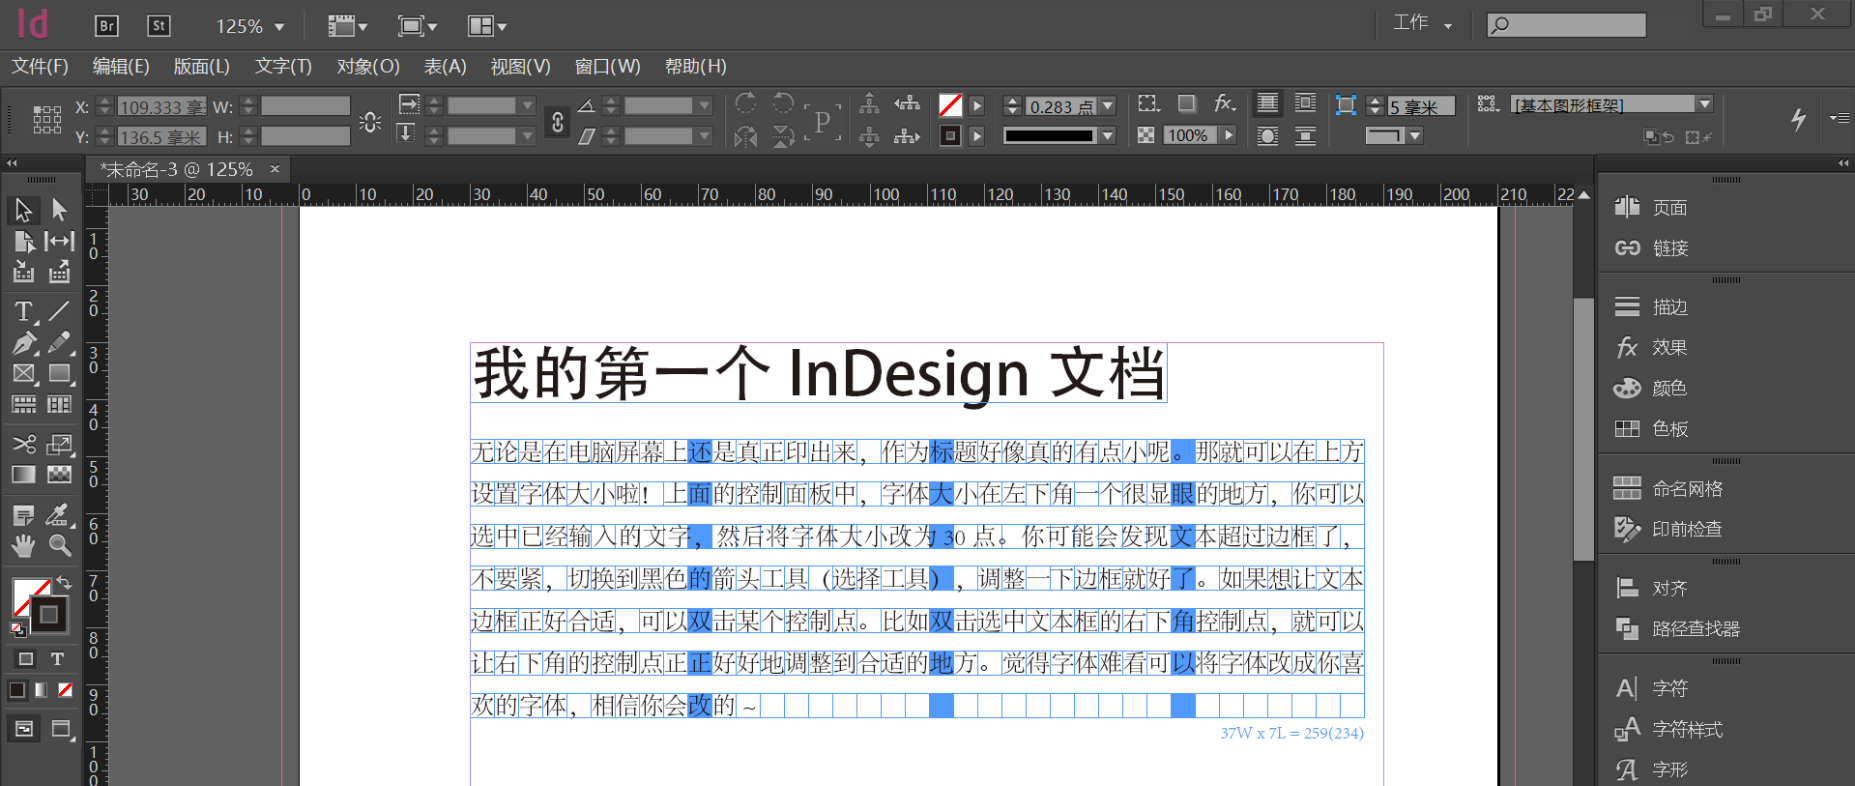 Id Br St 125% 工作
文件(F) 编辑(E) 版面(L) 文字(T) 对象(O) 表(A) 视图(V) 窗口(W) 帮助(H)
X: 109.333 毫米 W: 0.283 点 5 毫米 [基本图形框架]
Y: 136.5 毫米 H: P 100%
*未命名-3 @ 125% ×
30 20 10 0 10 20 30 40 50 60 70 80 90 100 110 120 130 140 150 160 170 180 190 200 210 22
10
20
30
40
50
60
70
80
90
100
我的第一个 InDesign 文档
无论是在电脑屏幕上还是真正印出来，作为标题好像真的有点小呢。那就可以在上方
设置字体大小啦！上面的控制面板中，字体大小在左下角一个很显眼的地方，你可以
选中已经输入的文字，然后将字体大小改为 30 点。你可能会发现文本超过边框了，
不要紧，切换到黑色的箭头工具（选择工具），调整一下边框就好了。如果想让文本
边框正好合适，可以双击某个控制点。比如双击选中文本框的右下角控制点，就可以
让右下角的控制点正正好好地调整到合适的地方。觉得字体难看可以将字体改成你喜
欢的字体，相信你会改的 ~
37W x 7L = 259(234)
页面
链接
描边
效果
颜色
色板
命名网格
印前检查
对齐
路径查找器
字符
字符样式
字形